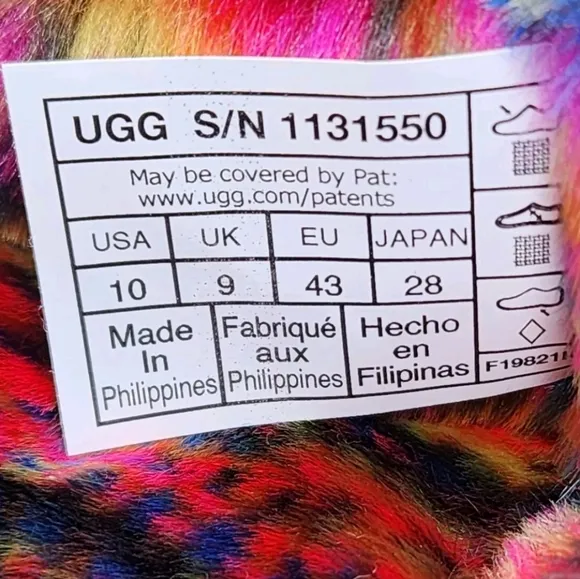 UGG S/N 1131550
May be covered by Pat:
www.ugg.com/patents
USA UK EU JAPAN
10 9 43 28
Made In Philippines
Fabriqué aux Philippines
Hecho en Filipinas